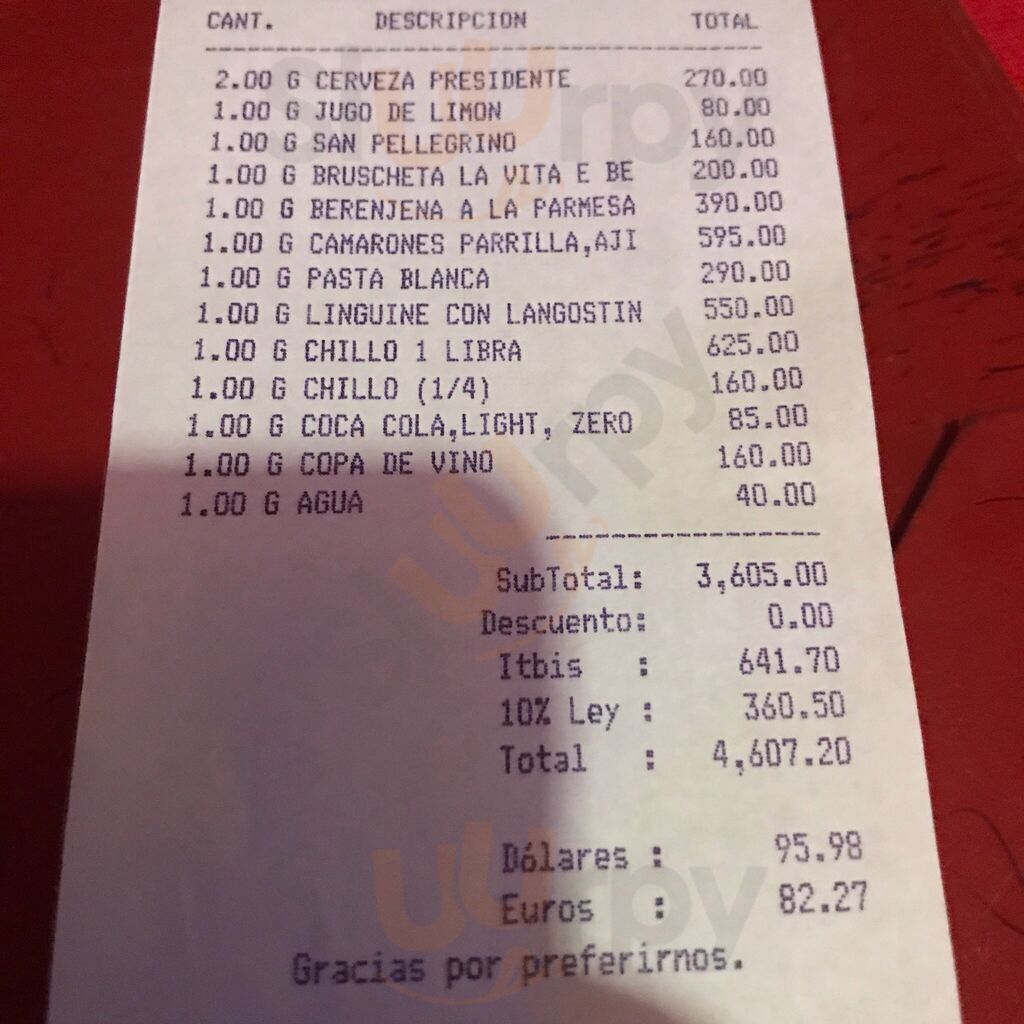 CANT. DESCRIPCION TOTAL
2.00 G CERVEZA PRESIDENTE 270.00
1.00 G JUGO DE LIMON 80.00
1.00 G SAN PELLEGRINO 160.00
1.00 G BRUSCHETA LA VITA E BE 200.00
1.00 G BERENJENA A LA PARMESA 390.00
1.00 G CAMARONES PARRILLA,AJI 595.00
1.00 G PASTA BLANCA 290.00
1.00 G LINGUINE CON LANGOSTIN 550.00
1.00 G CHILLO 1 LIBRA 625.00
1.00 G CHILLO (1/4) 160.00
1.00 G COCA COLA,LIGHT, ZERO 85.00
1.00 G COPA DE VINO 160.00
1.00 G AGUA 40.00
SubTotal: 3,605.00
Descuento: 0.00
Itbis : 641.70
10% Ley : 360.50
Total : 4,607.20
Dólares : 95.98
Euros : 82.27
Gracias por preferirnos.